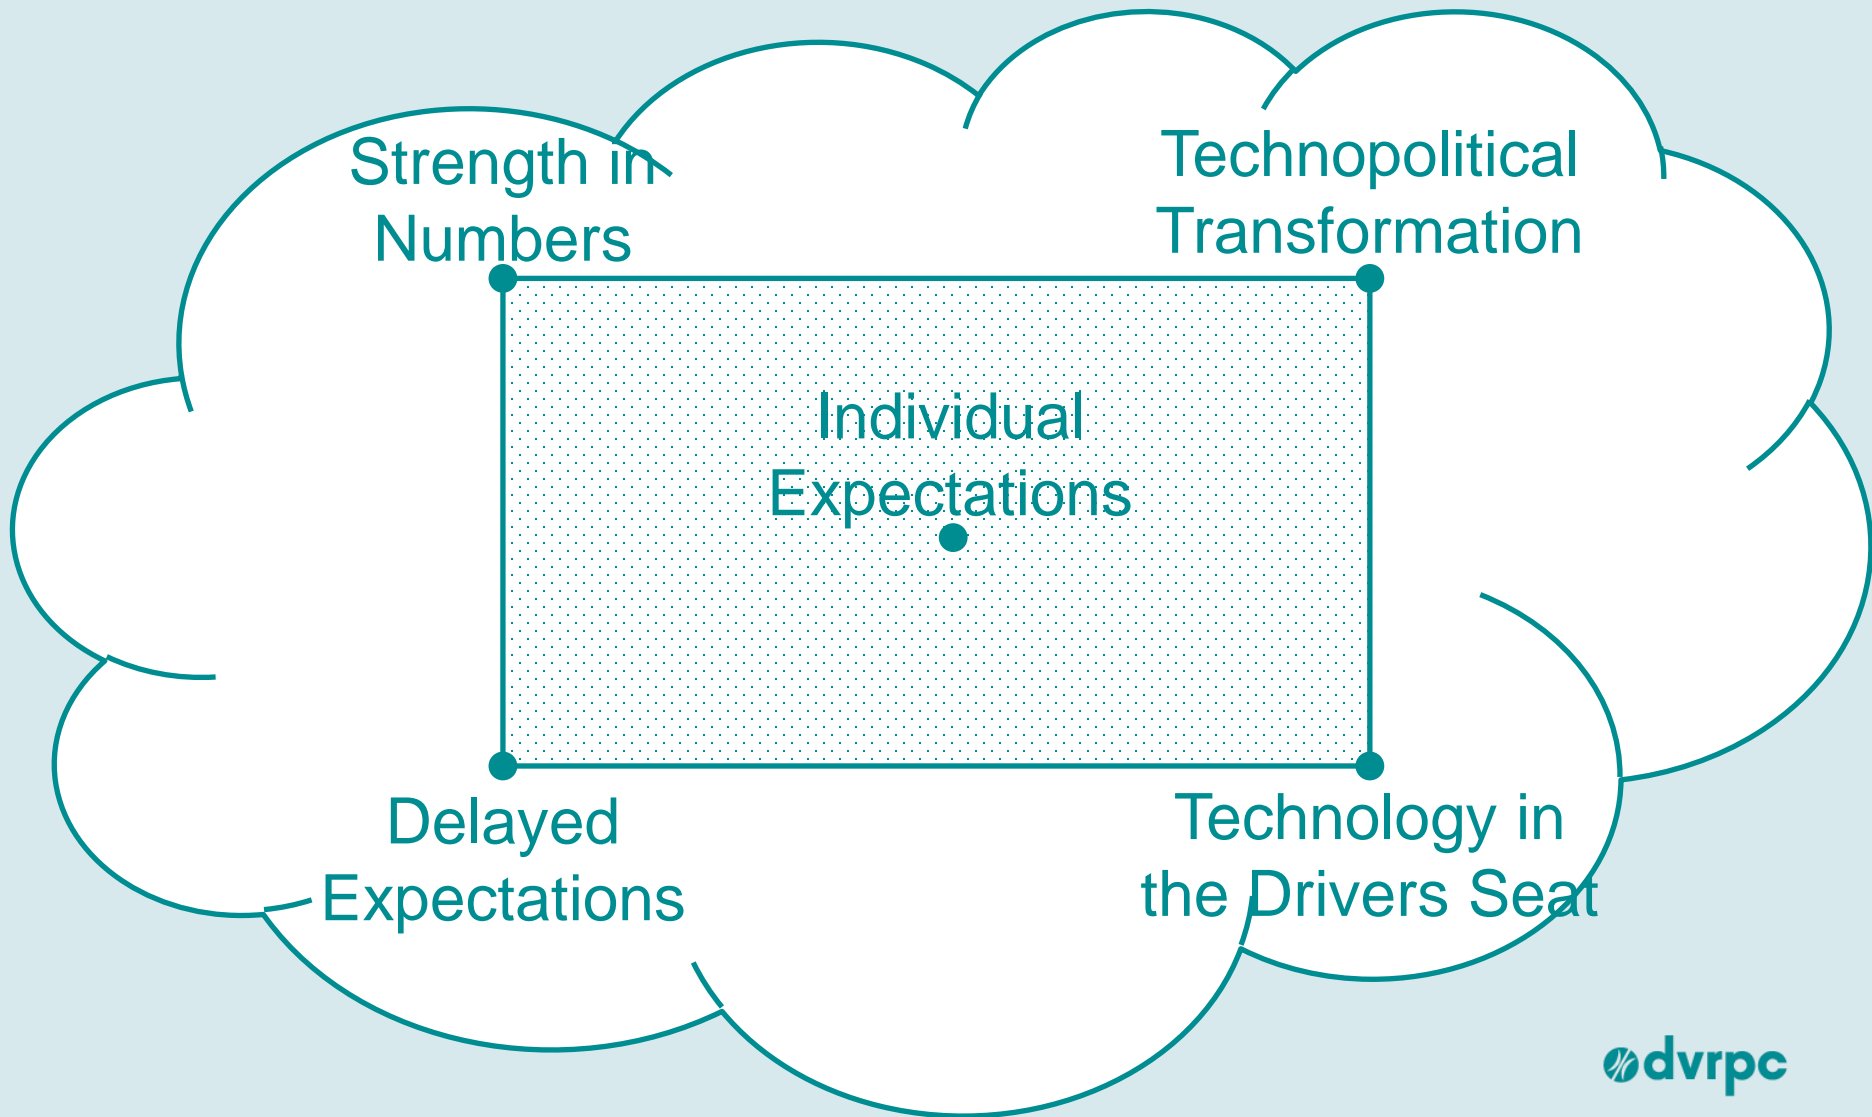 Strength in
Numbers
Technopolitical
Transformation
Individual
Expectations
Delayed
Expectations
Technology in
the Drivers Seat
dvrpc